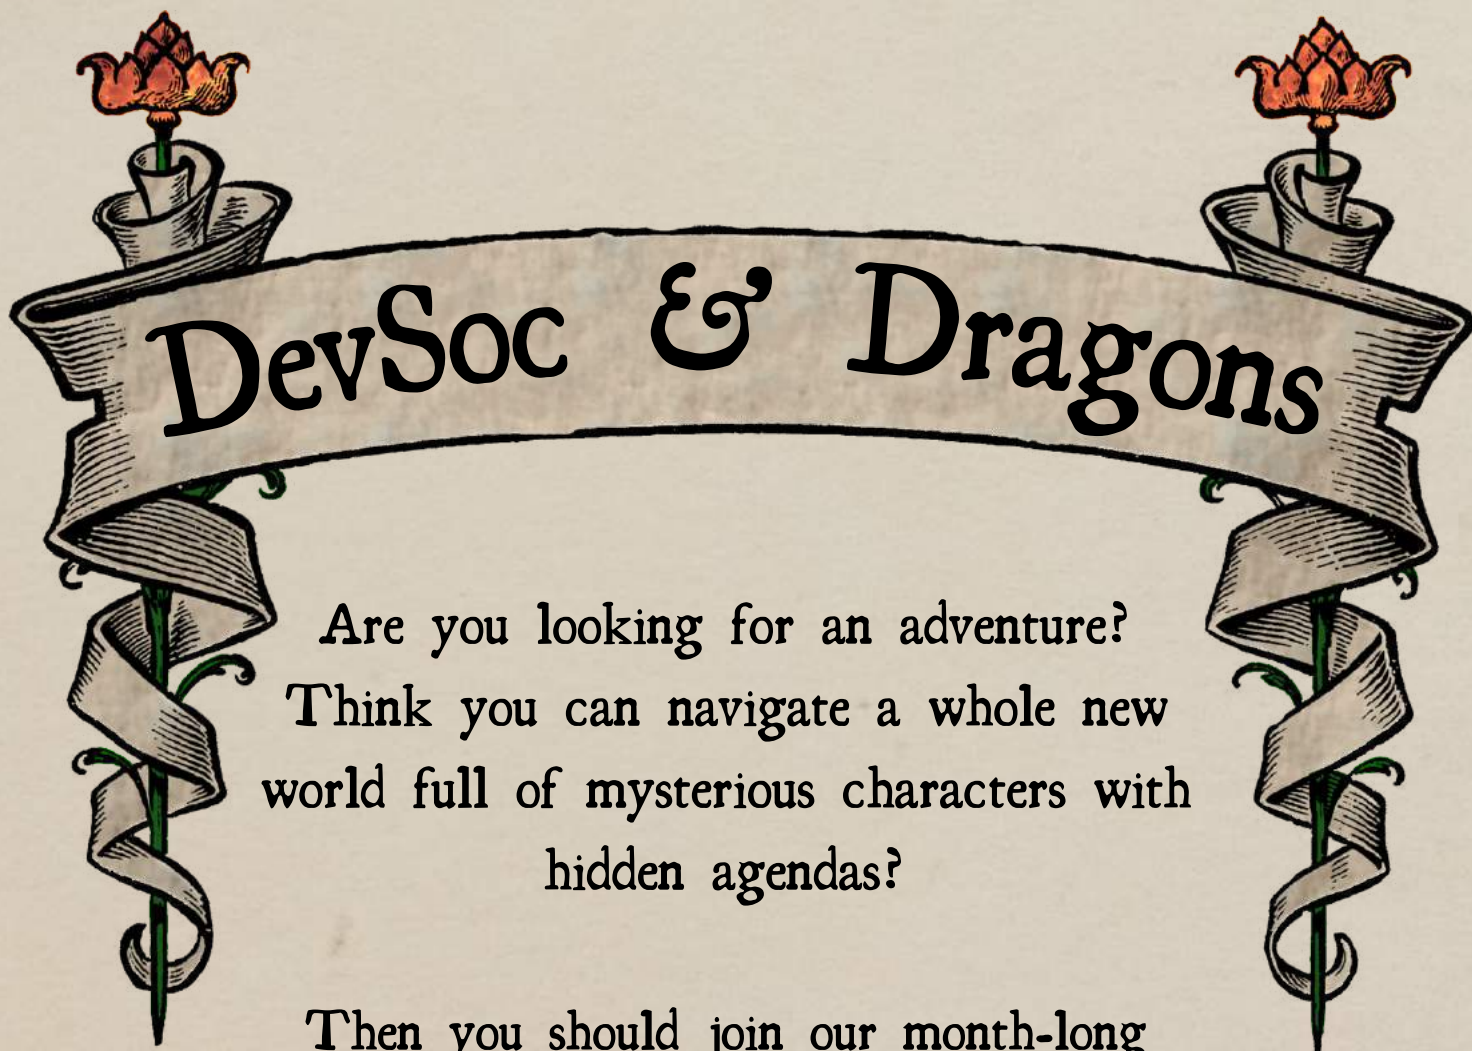 DevSoc & Dragons
Are you looking for an adventure?
Think you can navigate a whole new
world full of mysterious characters with
hidden agendas?
Then you should join our month-long